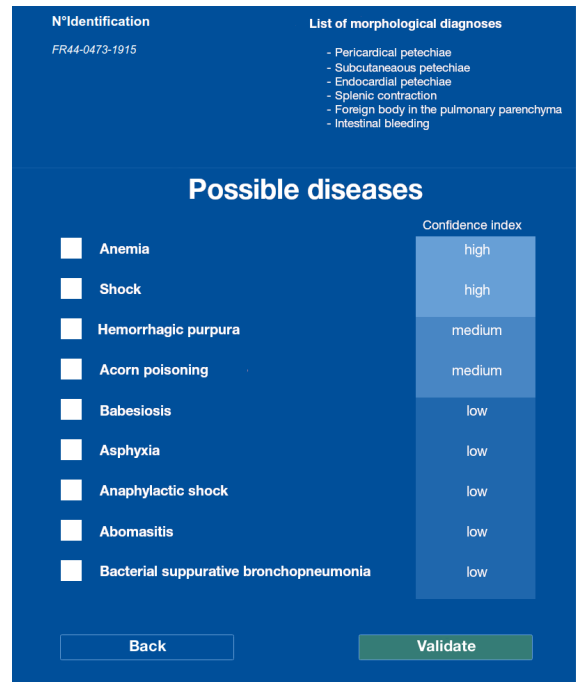 N°Identification
FR44-0473-1915
List of morphological diagnoses
- Pericardical petechiae
- Subcutaneaous petechiae
- Endocardial petechiae
- Splenic contraction
- Foreign body in the pulmonary parenchyma
- Intestinal bleeding
Possible diseases
Confidence index
Anemia high
Shock high
Hemorrhagic purpura medium
Acorn poisoning medium
Babesiosis low
Asphyxia low
Anaphylactic shock low
Abomasitis low
Bacterial suppurative bronchopneumonia low
Back Validate